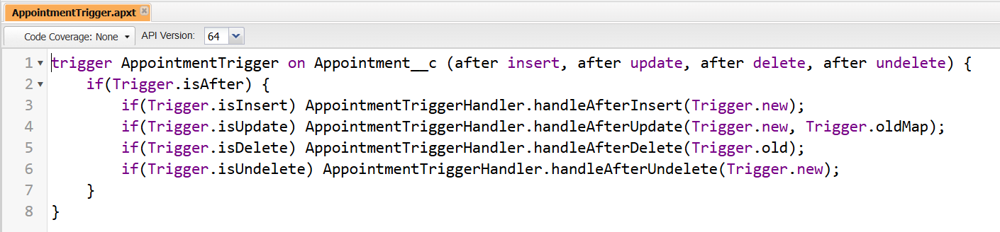 AppointmentTrigger.apxt
Code Coverage: None API Version: 64
1 trigger AppointmentTrigger on Appointment__c (after insert, after update, after delete, after undelete) {
2     if(Trigger.isAfter) {
3         if(Trigger.isInsert) AppointmentTriggerHandler.handleAfterInsert(Trigger.new);
4         if(Trigger.isUpdate) AppointmentTriggerHandler.handleAfterUpdate(Trigger.new, Trigger.oldMap);
5         if(Trigger.isDelete) AppointmentTriggerHandler.handleAfterDelete(Trigger.old);
6         if(Trigger.isUndelete) AppointmentTriggerHandler.handleAfterUndelete(Trigger.new);
7     }
8 }